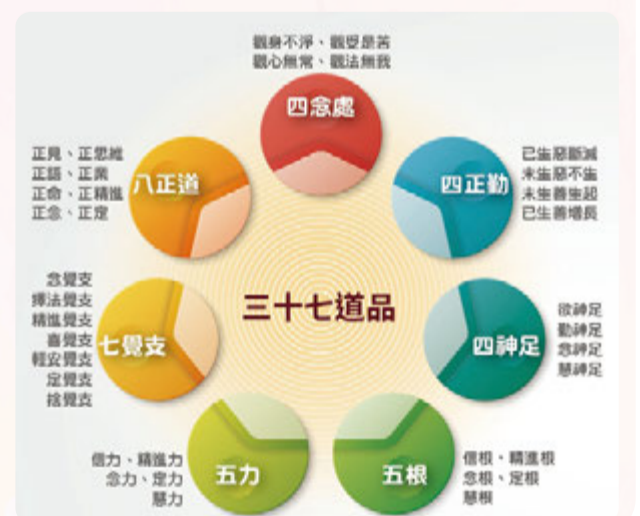 觀身不淨、觀受是苦
觀心無常、觀法無我
四念處
已生惡斷滅
未生惡不生
未生善生起
已生善增長
四正勤
欲神足
勤神足
念神足
慧神足
四神足
信根、精進根
念根、定根
慧根
五根
信力、精進力
念力、定力
慧力
五力
念覺支
擇法覺支
精進覺支
喜覺支
輕安覺支
定覺支
捨覺支
七覺支
正見、正思維
正語、正業
正命、正精進
正念、正定
八正道
三十七道品